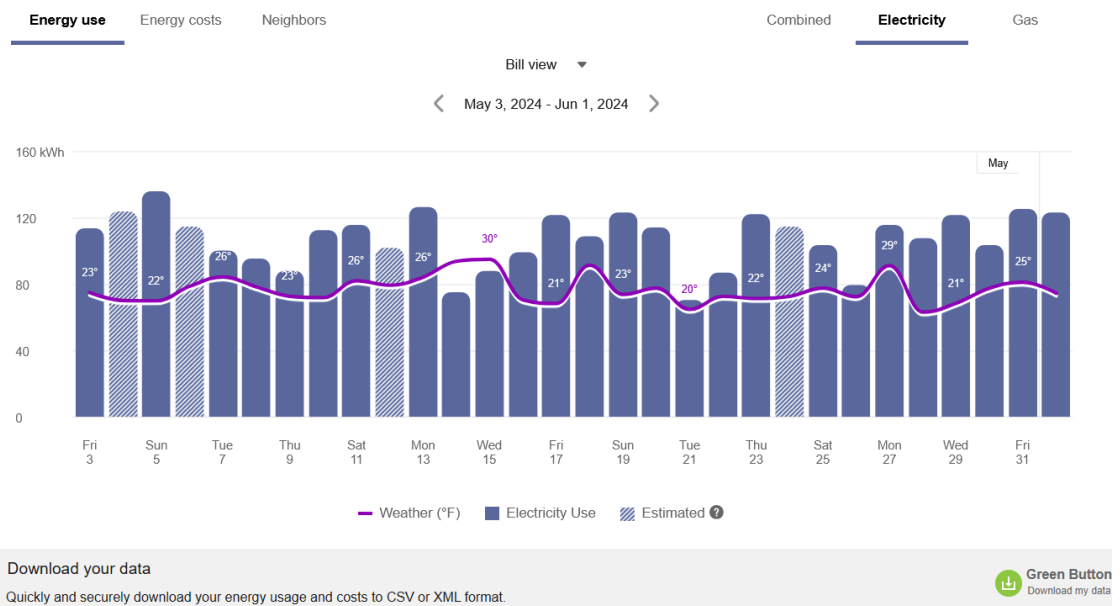 Energy use Energy costs Neighbors Combined Electricity Gas
Bill view
May 3, 2024 - Jun 1, 2024
160 kWh
May
120
30°
26° 26° 26° 29°
23° 22° 23° 21° 23° 20° 22° 24° 21° 25°
80
40
0
Fri Sun Tue Thu Sat Mon Wed Fri Sun Tue Thu Sat Mon Wed Fri
3 5 7 9 11 13 15 17 19 21 23 25 27 29 31
Weather (°F) Electricity Use Estimated ?
Download your data
Green Button
Download my data
Quickly and securely download your energy usage and costs to CSV or XML format.